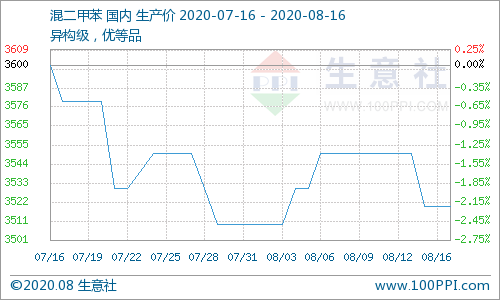 混二甲苯 国内 生产价 2020-07-16 - 2020-08-16
异构级，优等品
3609 0.25%
3600 0.00%
3587 -0.35%
3576 -0.65%
3565 -0.95%
3555 -1.25%
3544 -1.55%
3533 -1.85%
3522 -2.15%
3511 -2.45%
3501 -2.75%
生意社
www.100PPI.com
07/16 07/19 07/22 07/25 07/28 07/31 08/03 08/06 08/09 08/12 08/16
©2020.08 生意社 www.100PPI.com